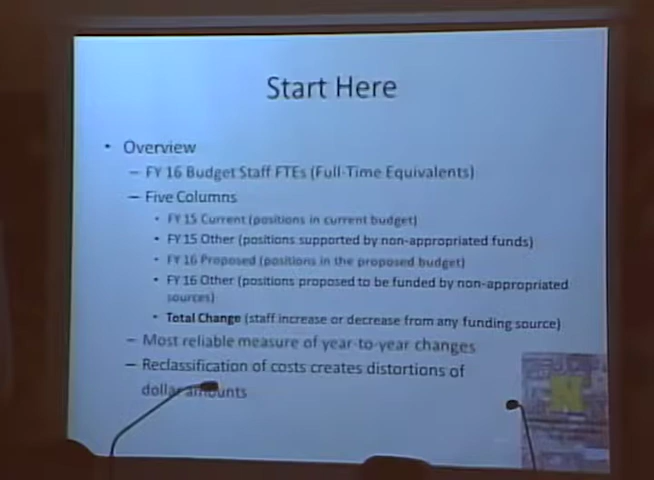 Start Here
• Overview
– FY 16 Budget Staff FTEs (Full-Time Equivalents)
– Five Columns
• FY 15 Current (positions in current budget)
• FY 15 Other (positions supported by non-appropriated funds)
• FY 16 Proposed (positions in the proposed budget)
• FY 16 Other (positions proposed to be funded by non-appropriated
sources)
• Total Change (staff increase or decrease from any funding source)
– Most reliable measure of year-to-year changes
– Reclassification of costs creates distortions of
dollar amounts
N